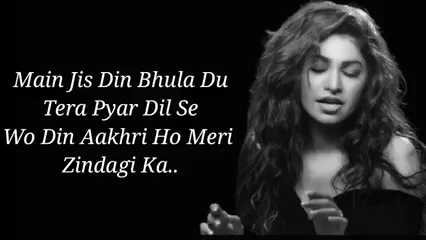 Main Jis Din Bhula Du
Tera Pyar Dil Se
Wo Din Aakhri Ho Meri
Zindagi Ka..